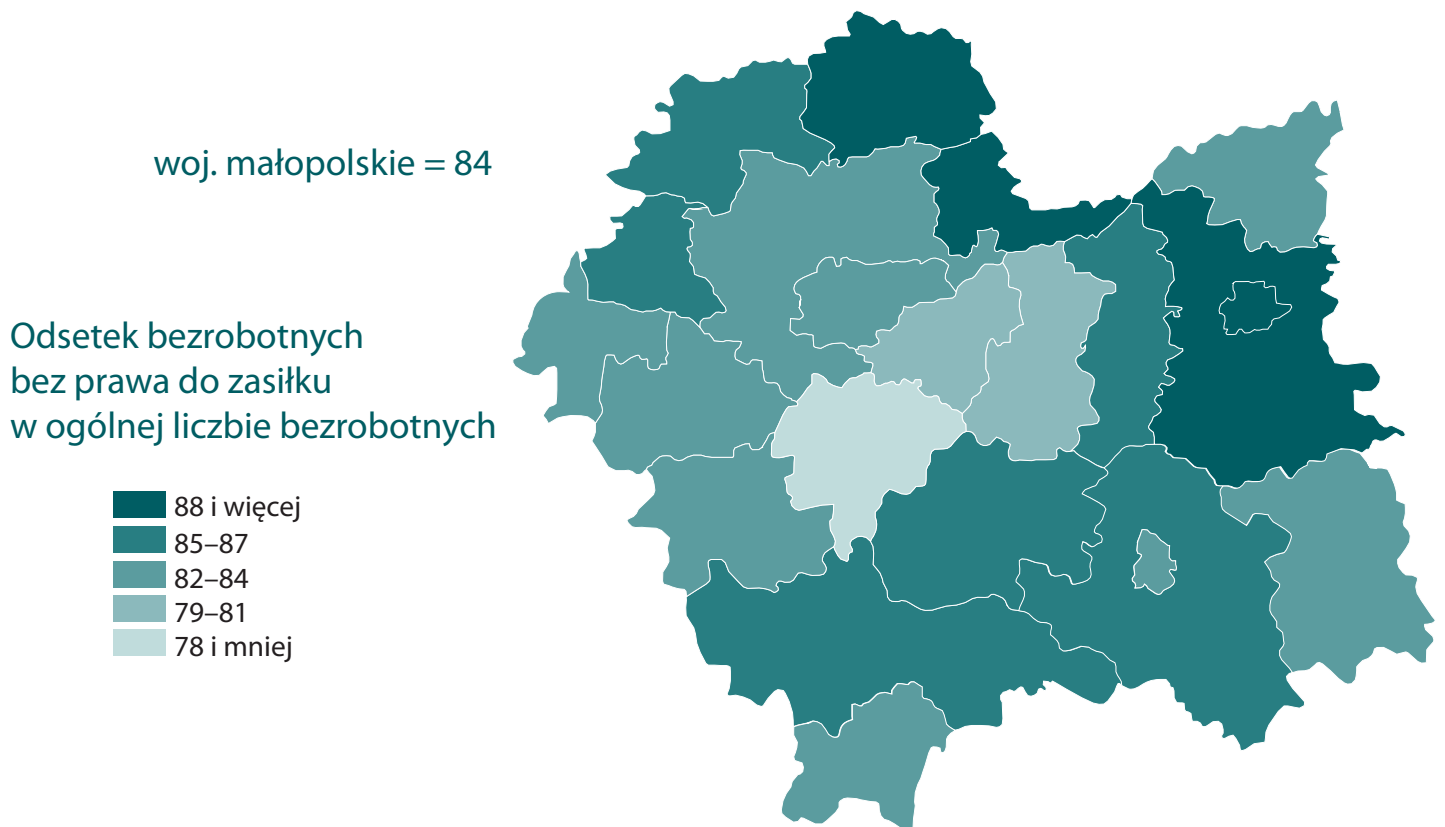 woj. małopolskie = 84
Odsetek bezrobotnych
bez prawa do zasiłku
w ogólnej liczbie bezrobotnych
88 i więcej
85–87
82–84
79–81
78 i mniej